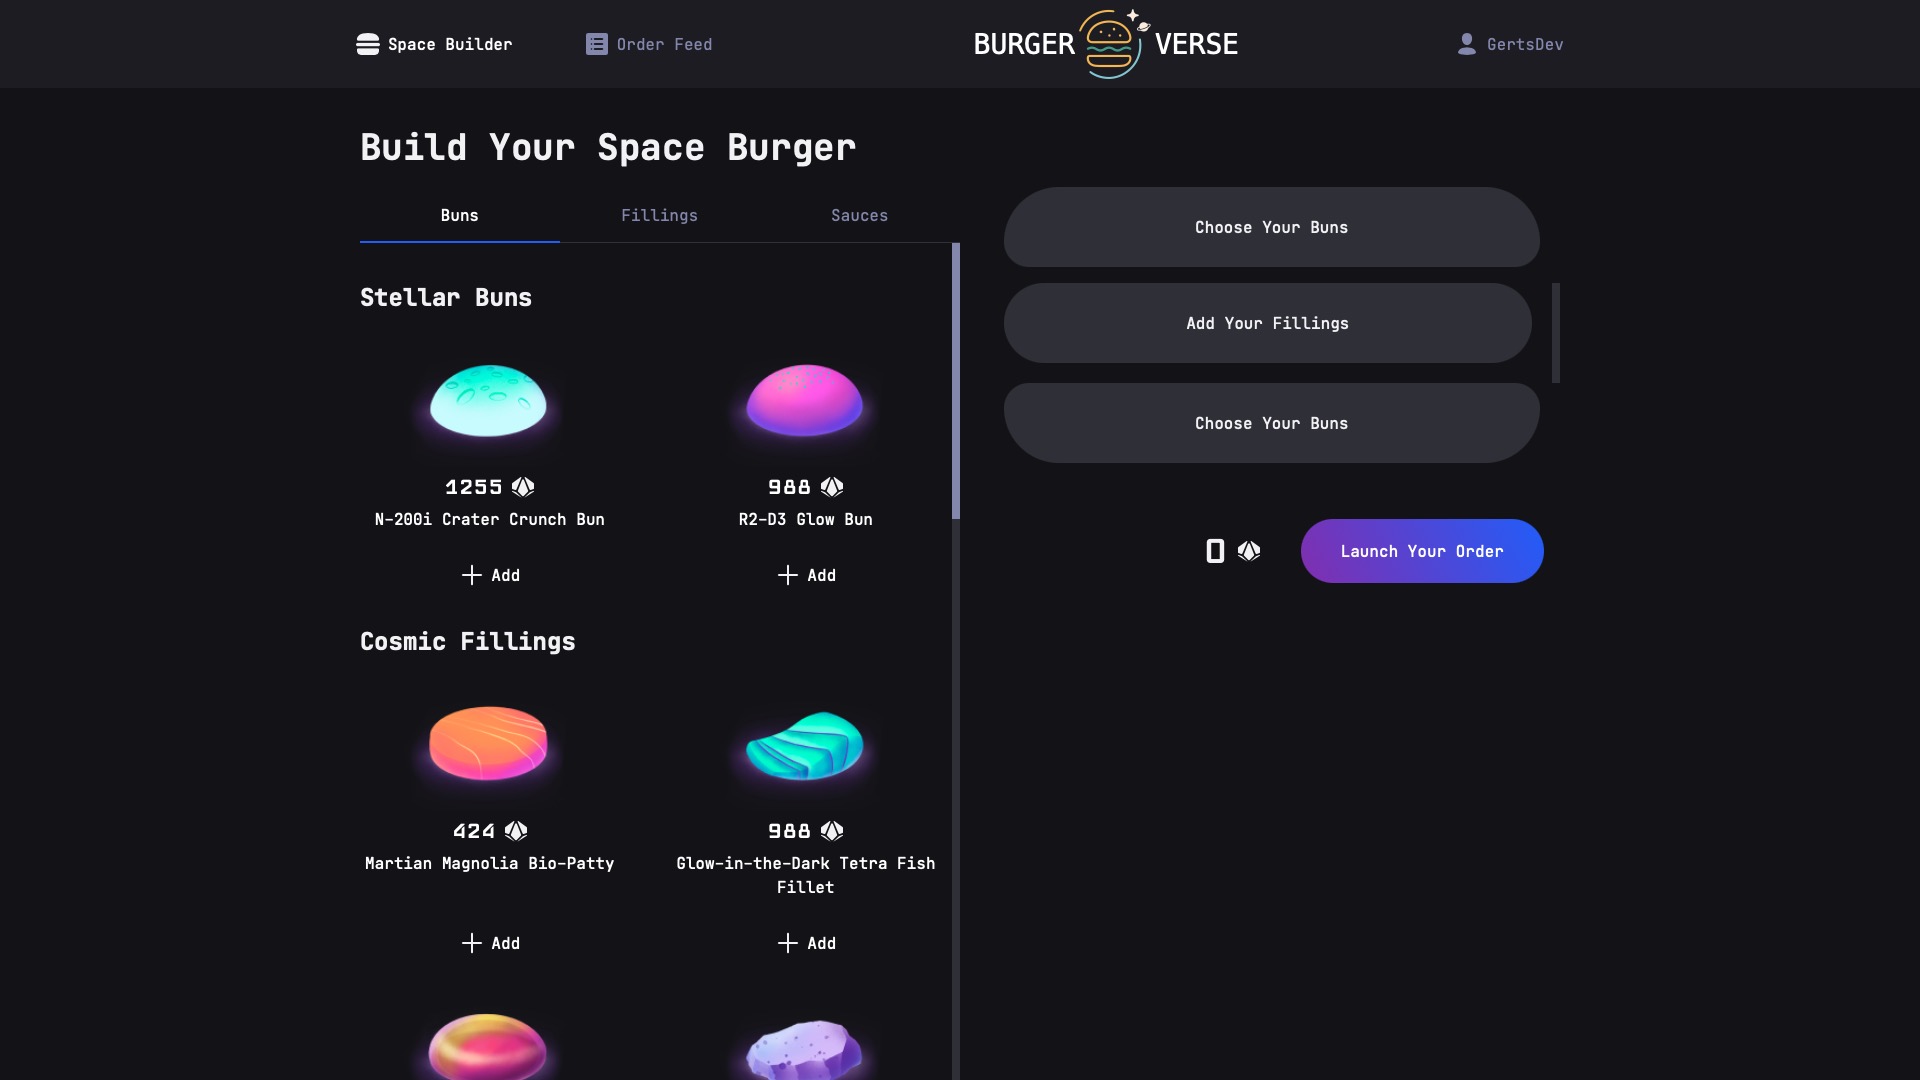 Space Builder
Order Feed
BURGER VERSE
GertsDev
Build Your Space Burger
Buns
Fillings
Sauces
Stellar Buns
1255
N-200i Crater Crunch Bun
Add
988
R2-D3 Glow Bun
Add
Cosmic Fillings
424
Martian Magnolia Bio-Patty
Add
988
Glow-in-the-Dark Tetra Fish
Fillet
Add
Choose Your Buns
Add Your Fillings
Choose Your Buns
0
Launch Your Order